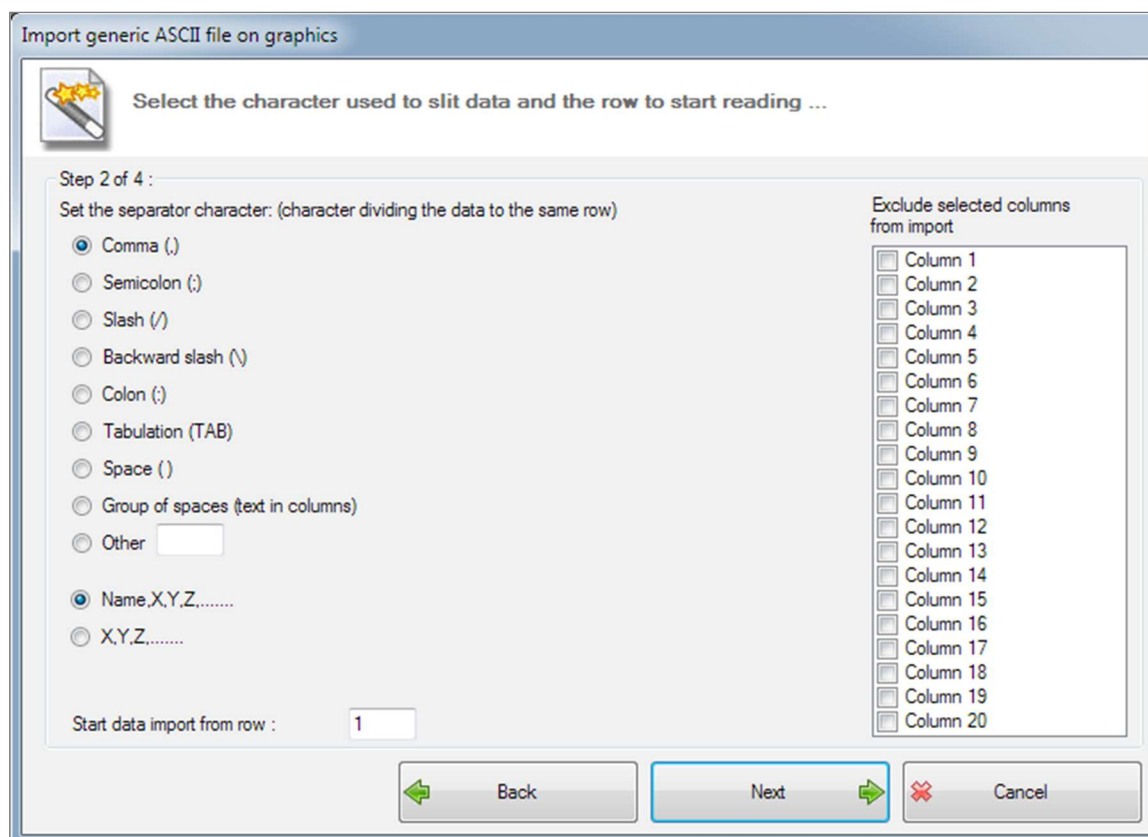 Import generic ASCII file on graphics
Select the character used to slit data and the row to start reading ...
Step 2 of 4 :
Set the separator character: (character dividing the data to the same row)
Comma (,)
Semicolon (;)
Slash (/)
Backward slash (\)
Colon (:)
Tabulation (TAB)
Space ( )
Group of spaces (text in columns)
Other
Name,X,Y,Z,.......
X,Y,Z,.......
Start data import from row :
1
Exclude selected columns
from import
Column 1
Column 2
Column 3
Column 4
Column 5
Column 6
Column 7
Column 8
Column 9
Column 10
Column 11
Column 12
Column 13
Column 14
Column 15
Column 16
Column 17
Column 18
Column 19
Column 20
Back
Next
Cancel